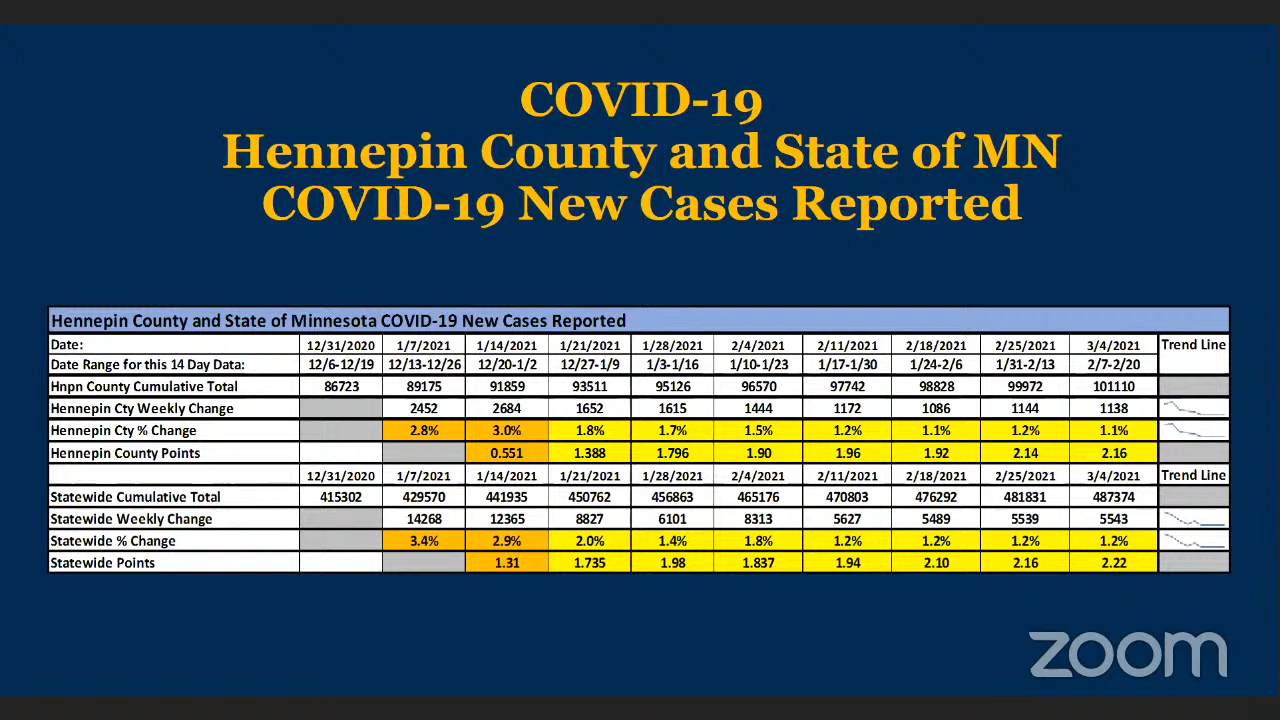 COVID-19
Hennepin County and State of MN
COVID-19 New Cases Reported
Hennepin County and State of Minnesota COVID-19 New Cases Reported
Date: 12/31/2020 1/7/2021 1/14/2021 1/21/2021 1/28/2021 2/4/2021 2/11/2021 2/18/2021 2/25/2021 3/4/2021 Trend Line
Date Range for this 14 Day Data: 12/6-12/19 12/13-12/26 12/20-1/2 12/27-1/9 1/3-1/16 1/10-1/23 1/17-1/30 1/24-2/6 1/31-2/13 2/7-2/20
Hnpn County Cumulative Total 86723 89175 91859 93511 95126 96570 97742 98828 99972 101110
Hennepin Cty Weekly Change 2452 2684 1652 1615 1444 1172 1086 1144 1138
Hennepin Cty % Change 2.8% 3.0% 1.8% 1.7% 1.5% 1.2% 1.1% 1.2% 1.1%
Hennepin County Points 0.551 1.388 1.796 1.90 1.96 1.92 2.14 2.16
12/31/2020 1/7/2021 1/14/2021 1/21/2021 1/28/2021 2/4/2021 2/11/2021 2/18/2021 2/25/2021 3/4/2021 Trend Line
Statewide Cumulative Total 415302 429570 441935 450762 456863 465176 470803 476292 481831 487374
Statewide Weekly Change 14268 12365 8827 6101 8313 5627 5489 5539 5543
Statewide % Change 3.4% 2.9% 2.0% 1.4% 1.8% 1.2% 1.2% 1.2% 1.2%
Statewide Points 1.31 1.735 1.98 1.837 1.94 2.10 2.16 2.22
zoom